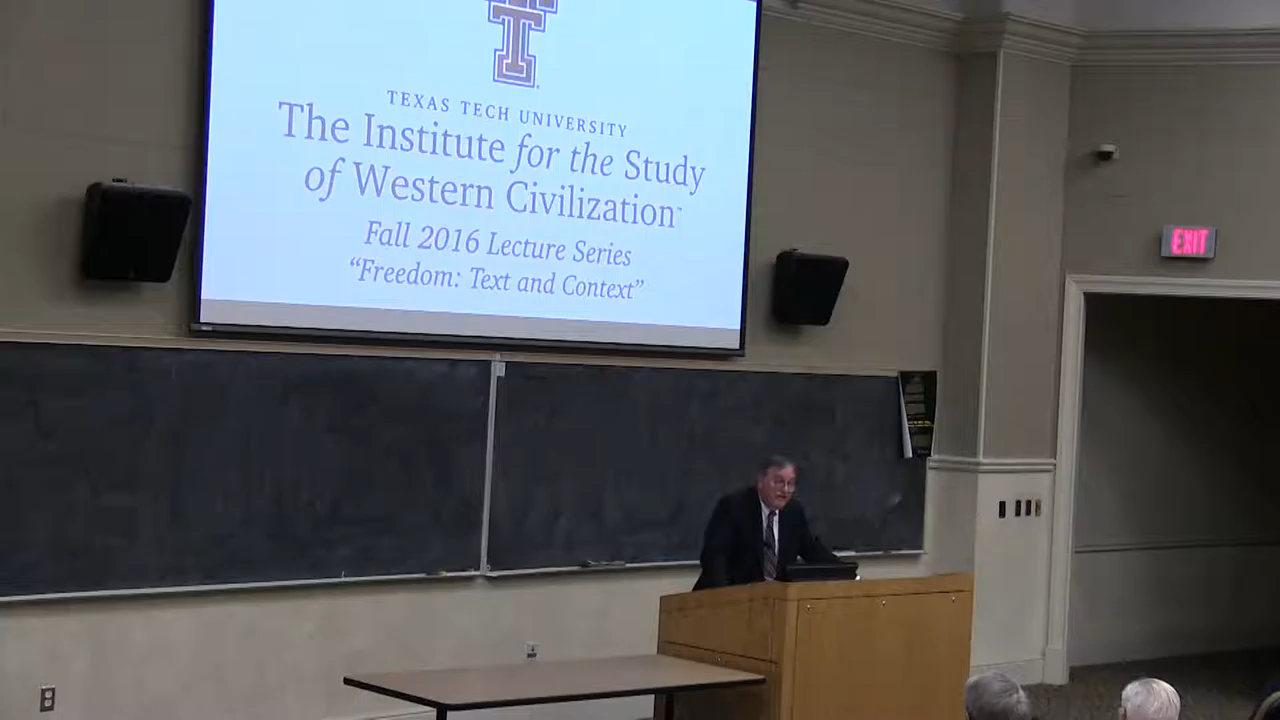 TEXAS TECH UNIVERSITY
The Institute for the Study
of Western Civilization™
Fall 2016 Lecture Series
“Freedom: Text and Context”
EXIT